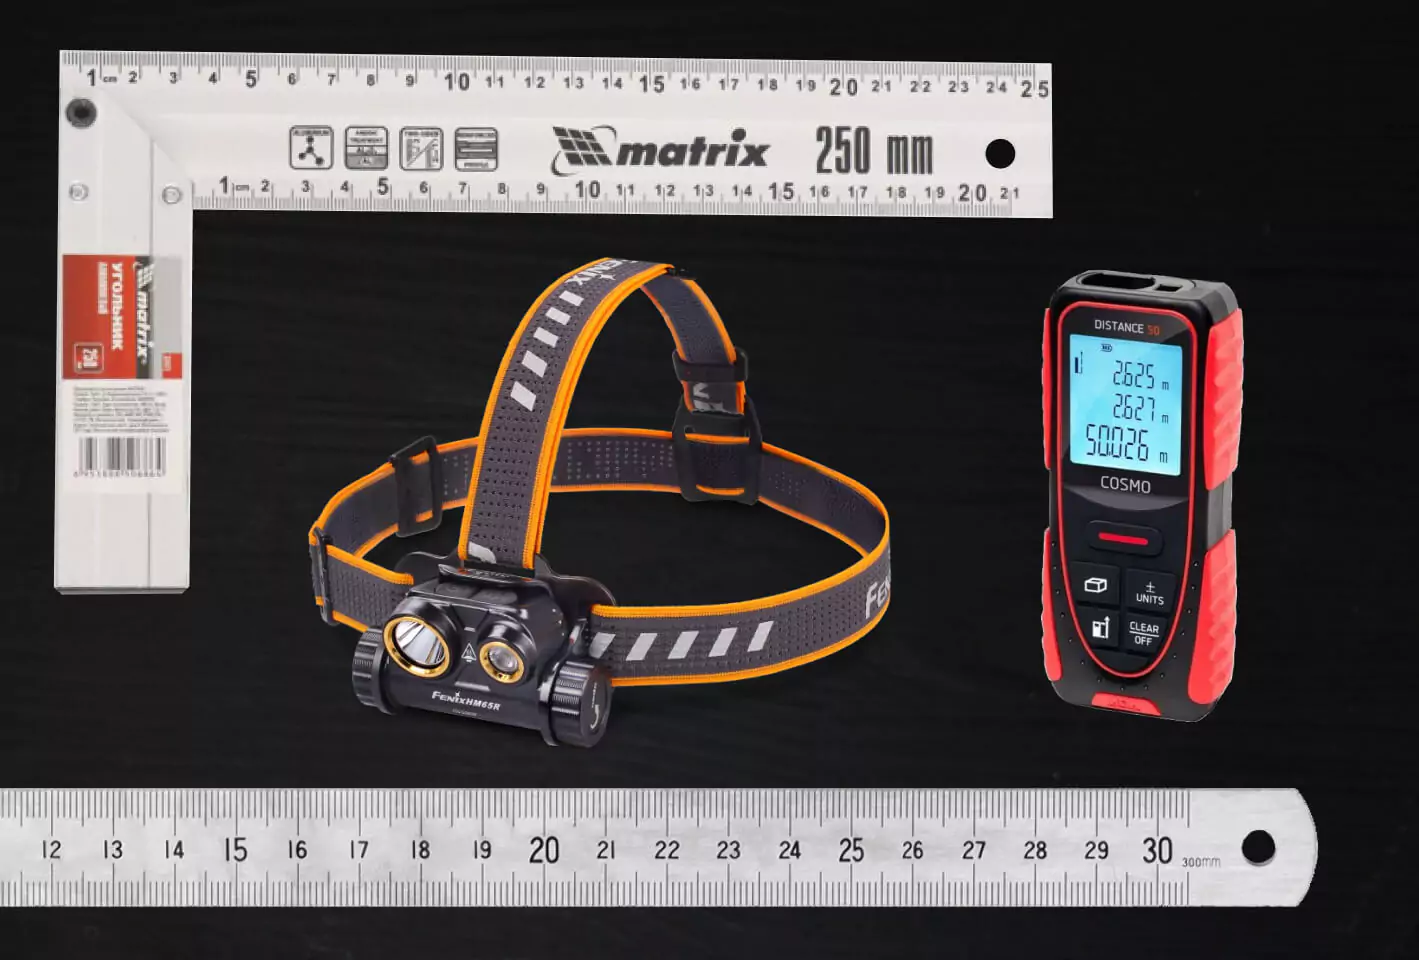 1 cm 2 3 4 5 6 7 8 9 10 11 12 13 14 15 16 17 18 19 20 21 22 23 24 25
matrix 250 mm
1 cm 2 3 4 5 6 7 8 9 10 11 12 13 14 15 16 17 18 19 20 21
matrix
УГОЛЬНИК
250
FENIX
FENIX HM65R
DISTANCE 50
2.625 m
2.627 m
50.026 m
COSMO
± UNITS
CLEAR OFF
12 13 14 15 16 17 18 19 20 21 22 23 24 25 26 27 28 29 30 300mm